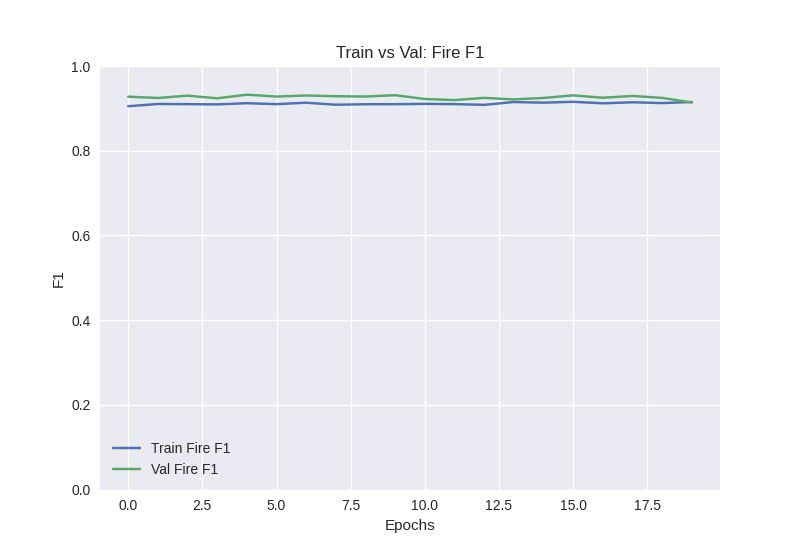 Train vs Val: Fire F1
1.0
0.8
0.6
0.4
0.2
0.0
F1
Train Fire F1
Val Fire F1
0.0 2.5 5.0 7.5 10.0 12.5 15.0 17.5
Epochs